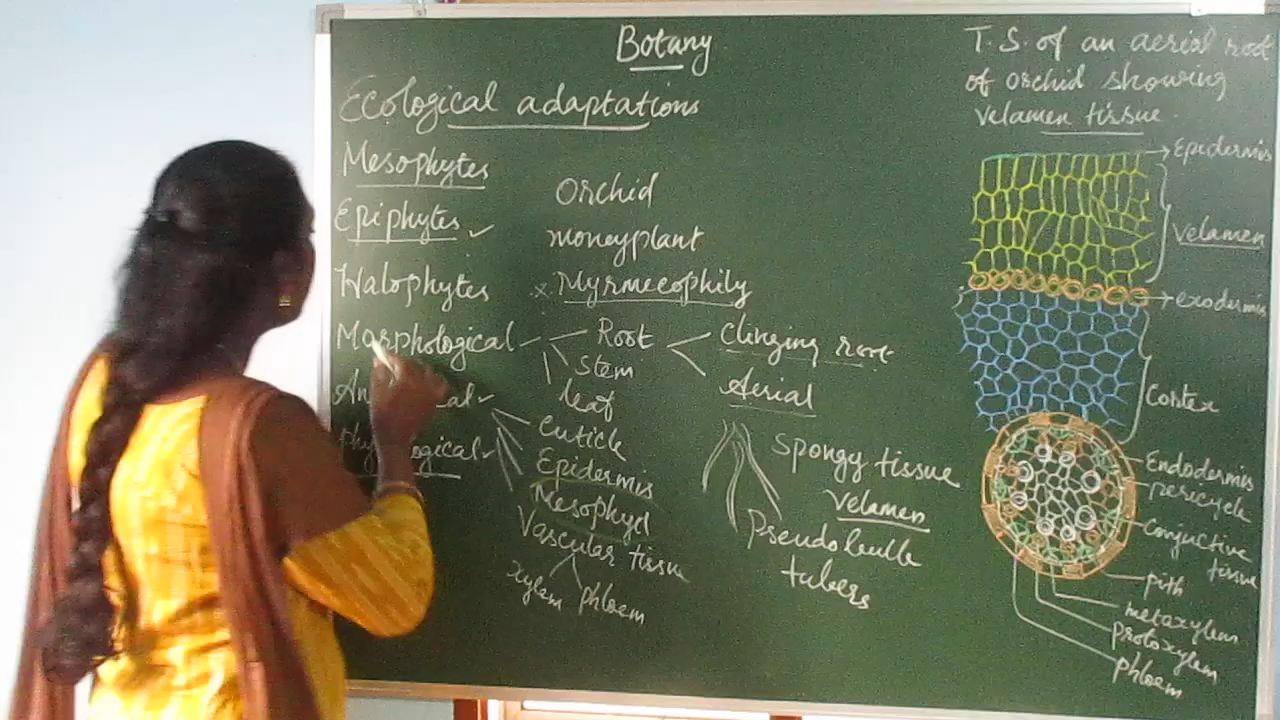 Botany
Ecological adaptations
Mesophytes
Epiphytes
Halophytes
Morphological
Orchid
Moneyplant
Myrmecophily
Root
Stem
leaf
Clinging root
Aerial
Cuticle
Epidermis
Mesophyl
Vascular tissue
xylem phloem
Spongy tissue
Velamen
Pseudobulb
tubers
T. S. of an aerial root
of orchid showing
velamen tissue.
Epidermis
Velamen
exodermis
Cortex
Endodermis
pericycle
Conjuctive
tissue
pith
metaxylem
protoxylem
phloem